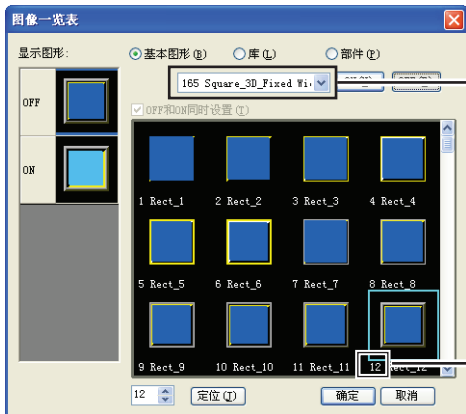 图像一览表
显示图形:
基本图形(B) 库(L) 部件(P)
165 Square_3D_Fixed Wi
OFF和ON同时设置(I)
OFF
ON
1 Rect_1 2 Rect_2 3 Rect_3 4 Rect_4
5 Rect_5 6 Rect_6 7 Rect_7 8 Rect_8
9 Rect_9 10 Rect_10 11 Rect_11 12 Rect_12
12 定位(J) 确定 取消